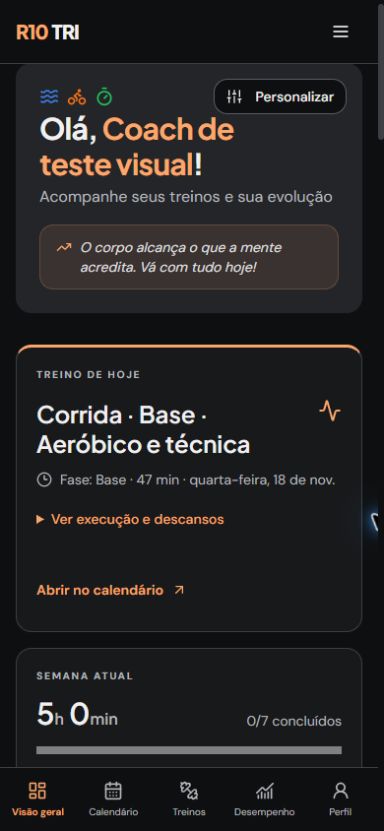 R10 TRI
Personalizar
Olá, Coach de
teste visual!
Acompanhe seus treinos e sua evolução
O corpo alcança o que a mente
acredita. Vá com tudo hoje!
TREINO DE HOJE
Corrida · Base ·
Aeróbico e técnica
Fase: Base · 47 min · quarta-feira, 18 de nov.
Ver execução e descansos
Abrir no calendário
SEMANA ATUAL
5h 0min
0/7 concluídos
Visão geral
Calendário
Treinos
Desempenho
Perfil